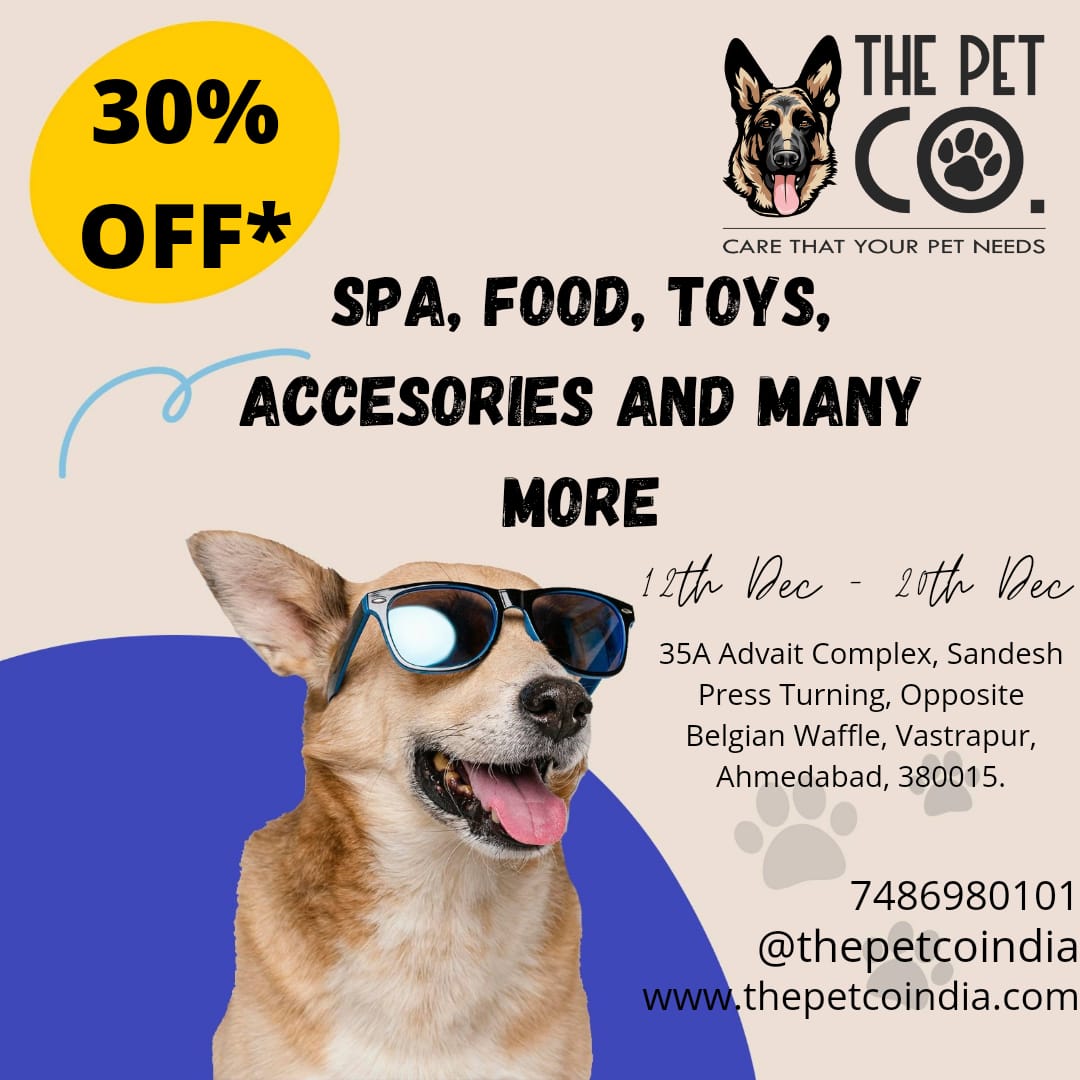 30%
OFF*
THE PET
CO.
CARE THAT YOUR PET NEEDS
SPA, FOOD, TOYS,
ACCESORIES AND MANY
MORE
12th Dec - 20th Dec
35A Advait Complex, Sandesh
Press Turning, Opposite
Belgian Waffle, Vastrapur,
Ahmedabad, 380015.
7486980101
@thepetcoindia
www.thepetcoindia.com